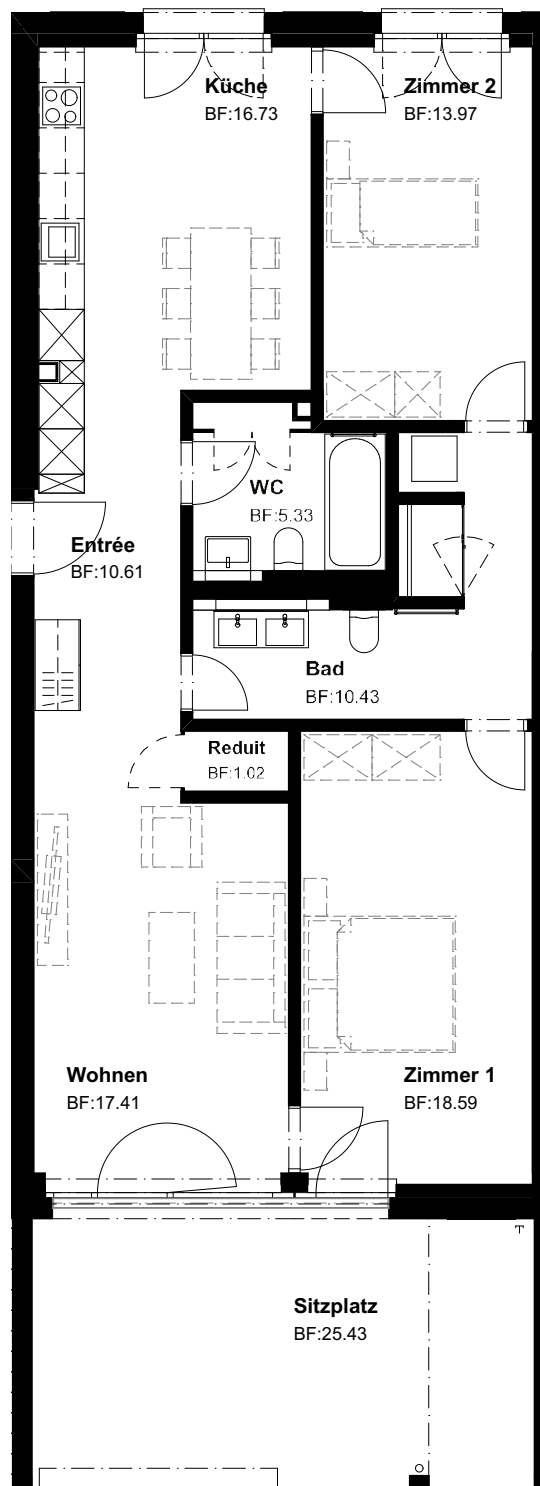 Küche
BF:16.73
Zimmer 2
BF:13.97
WC
BF:5.33
Entrée
BF:10.61
Bad
BF:10.43
Reduit
BF:1.02
Wohnen
BF:17.41
Zimmer 1
BF:18.59
Sitzplatz
BF:25.43